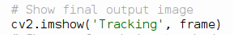 # Show final output image
cv2.imshow('Tracking', frame)